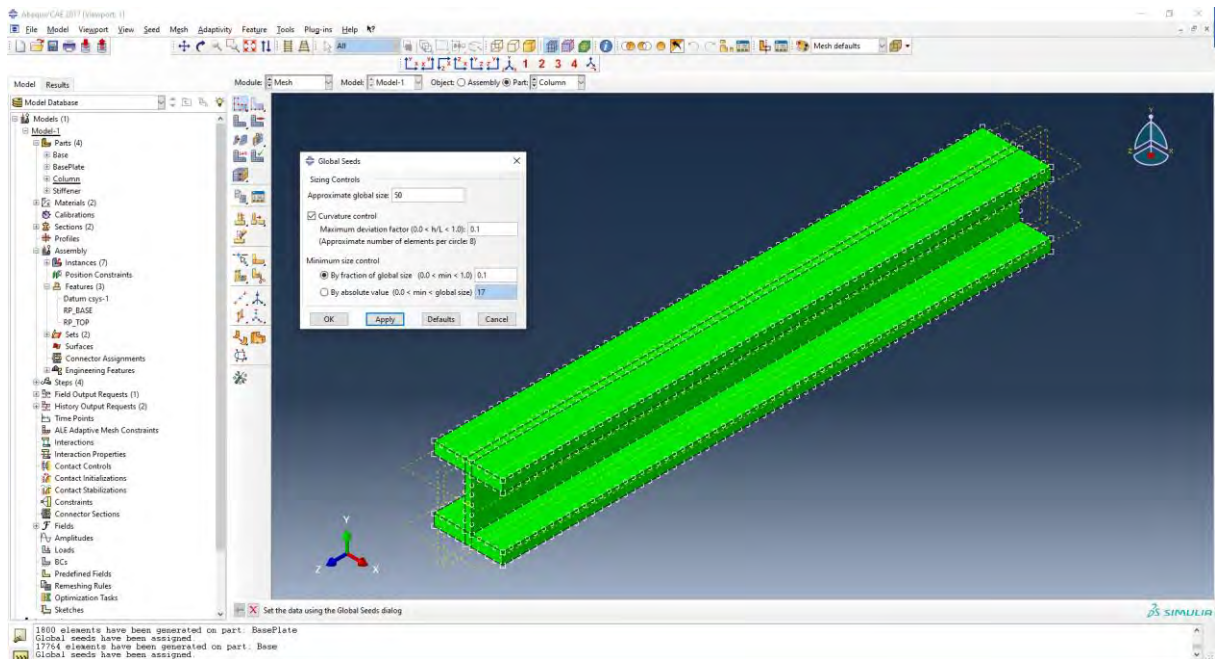 Abaqus/CAE 2017 [Viewport: 1]
File Model Viewport View Seed Mesh Adaptivity Feature Tools Plug-ins Help
All Mesh defaults
1 2 3 4
Model Results
Module: Mesh Model: Model-1 Object: Assembly Part: Column
Model Database
Models (1)
Model-1
Parts (4)
Base
BasePlate
Column
Stiffener
Materials (2)
Calibrations
Sections (2)
Profiles
Assembly
Instances (7)
Position Constraints
Features (3)
Datum csys-1
RP_BASE
RP_TOP
Sets (2)
Surfaces
Connector Assignments
Engineering Features
Steps (4)
Field Output Requests (1)
History Output Requests (2)
Time Points
ALE Adaptive Mesh Constraints
Interactions
Interaction Properties
Contact Controls
Contact Initializations
Contact Stabilizations
Constraints
Connector Sections
Fields
Amplitudes
Loads
BCs
Predefined Fields
Remeshing Rules
Optimization Tasks
Sketches
Global Seeds
Sizing Controls
Approximate global size: 50
Curvature control
Maximum deviation factor (0.0 < h/L < 1.0): 0.1
(Approximate number of elements per circle: 8)
Minimum size control
By fraction of global size (0.0 < min < 1.0) 0.1
By absolute value (0.0 < min < global size) 17
OK Apply Defaults Cancel
Y
Z X
Y
Z X
Set the data using the Global Seeds dialog
SIMULIA
1800 elements have been generated on part: BasePlate
Global seeds have been assigned.
17764 elements have been generated on part: Base
Global seeds have been assigned.